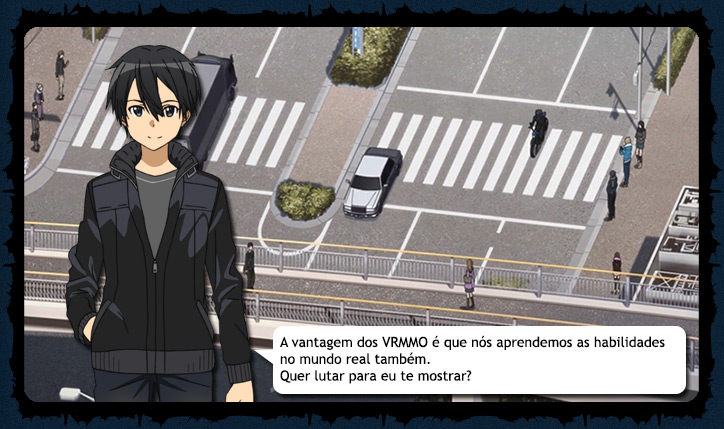 A vantagem dos VRMMO é que nós aprendemos as habilidades
no mundo real também.
Quer lutar para eu te mostrar?